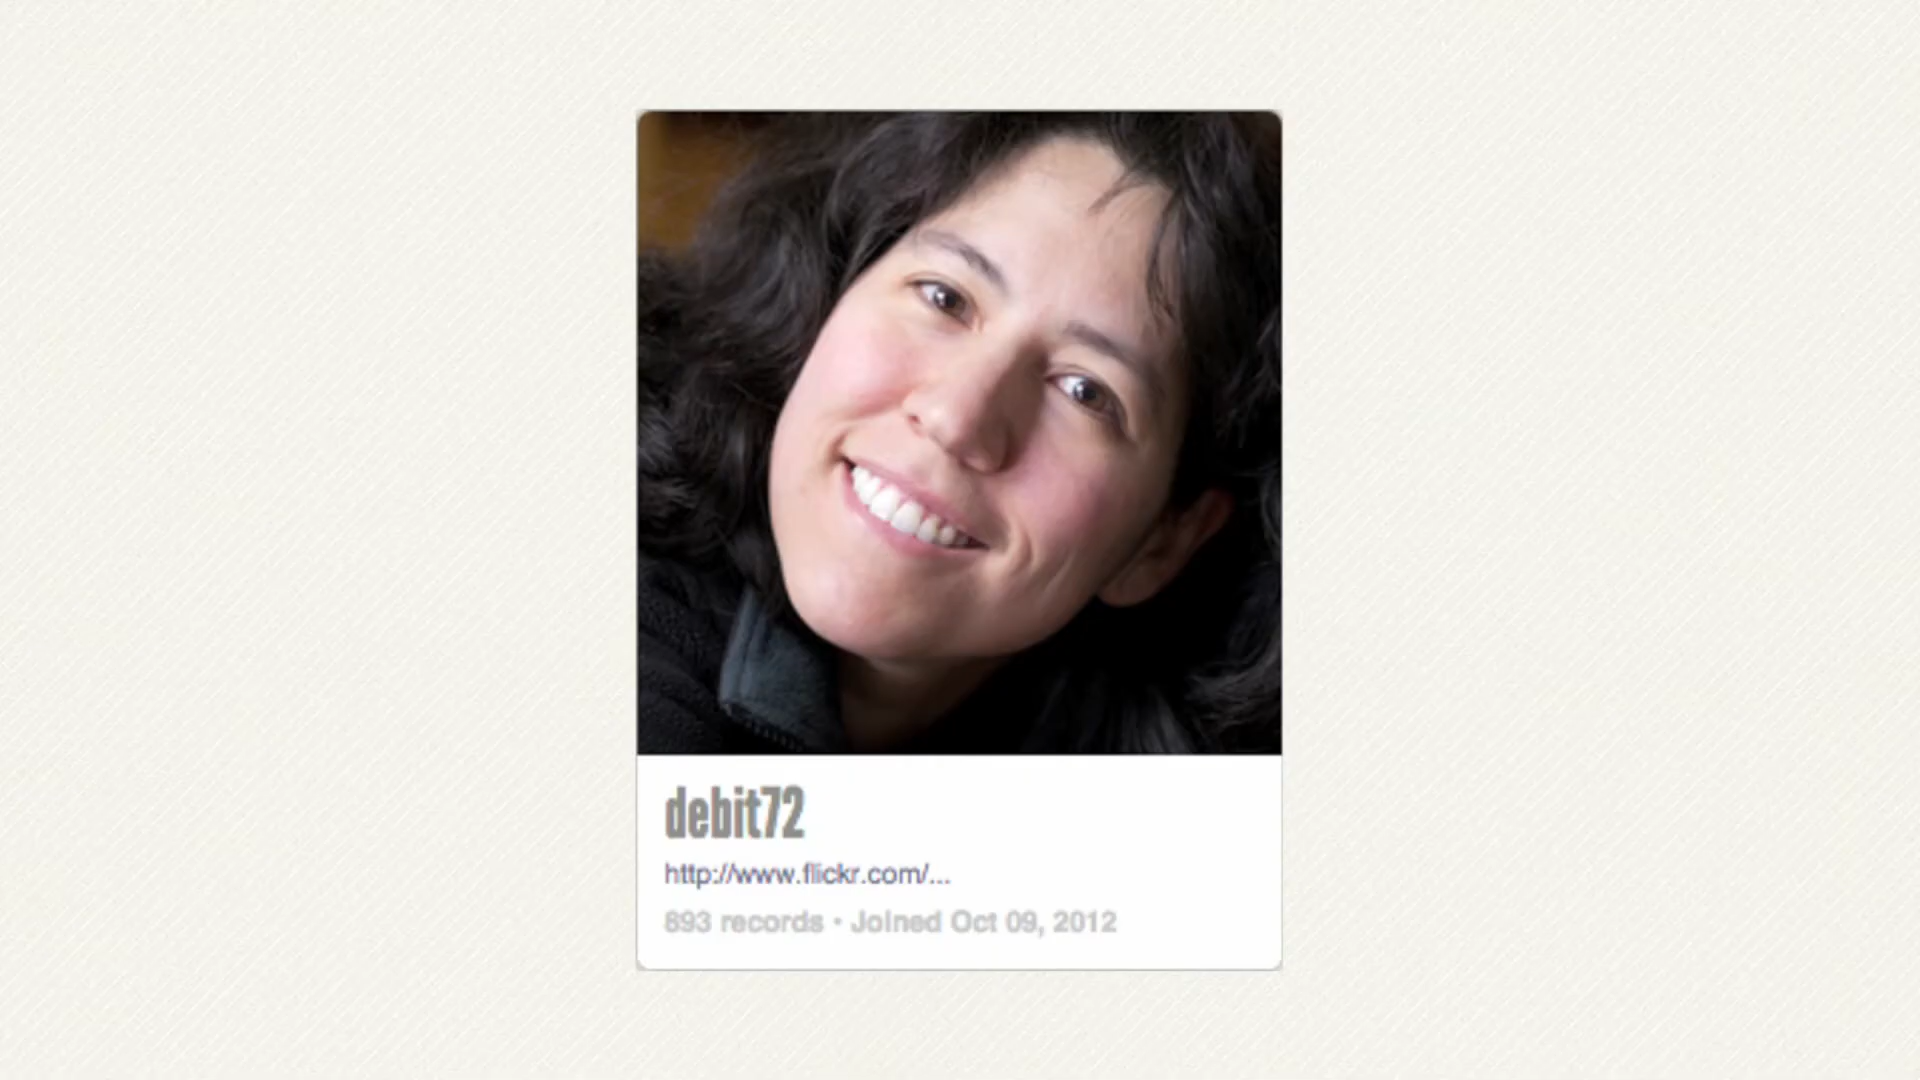 debit72
http://www.flickr.com/...
893 records • Joined Oct 09, 2012